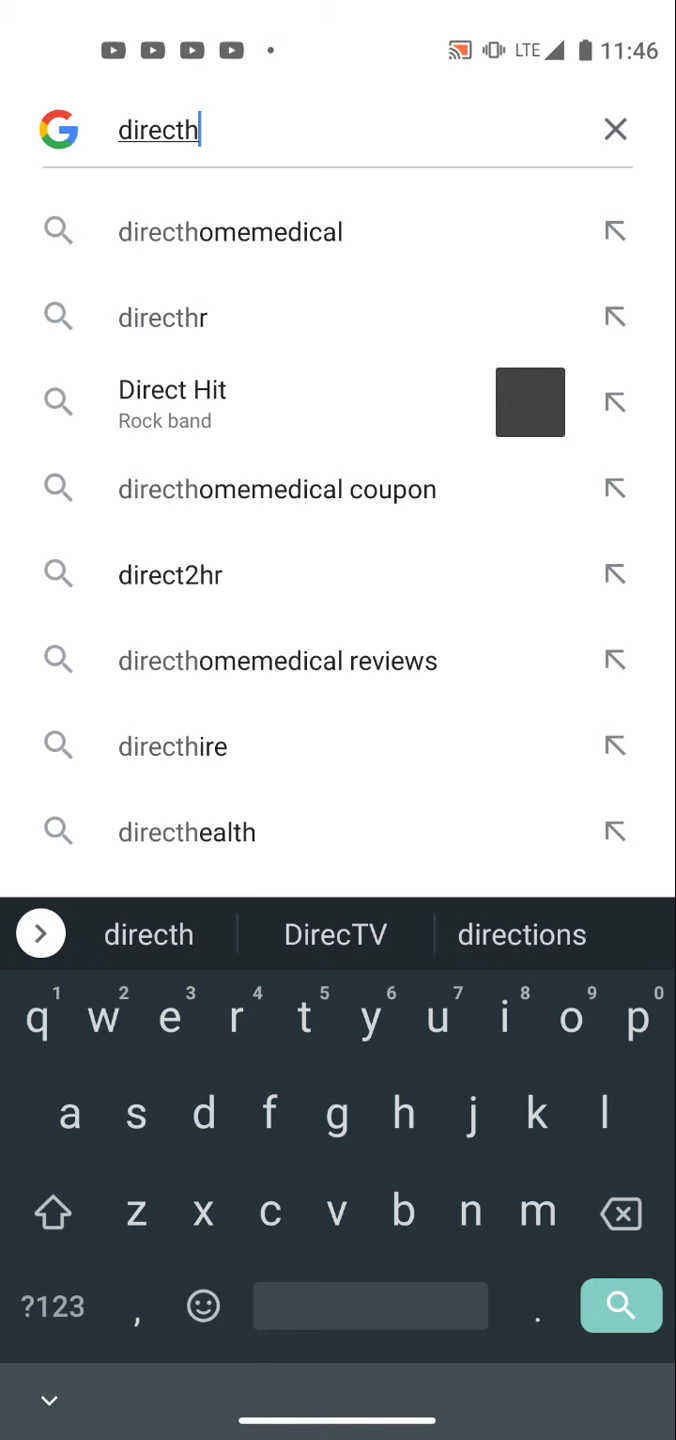 LTE 11:46
directh
directhomemedical
directhr
Direct Hit
Rock band
directhomemedical coupon
direct2hr
directhomemedical reviews
directhire
directhealth
directh DirecTV directions
1 2 3 4 5 6 7 8 9 0
q w e r t y u i o p
a s d f g h j k l
z x c v b n m
?123 , .